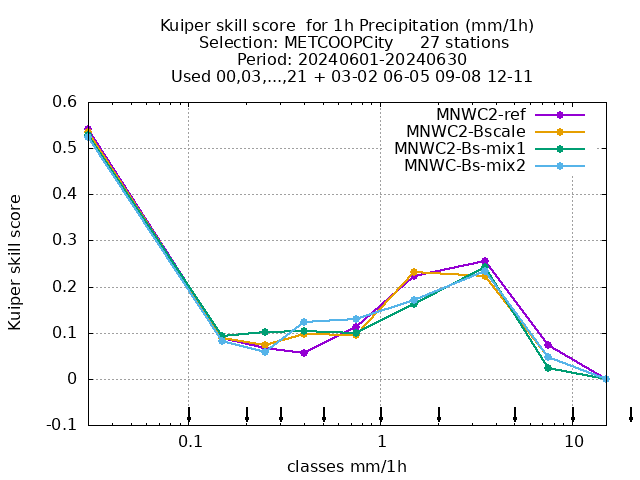 Kuiper skill score  for 1h Precipitation (mm/1h)
Selection: METCOOPCity     27 stations
Period: 20240601-20240630
Used 00,03,...,21 + 03-02 06-05 09-08 12-11
MNWC2-ref
MNWC2-Bscale
MNWC2-Bs-mix1
MNWC-Bs-mix2
Kuiper skill score
0.6
0.5
0.4
0.3
0.2
0.1
0
-0.1
0.1
1
10
classes mm/1h